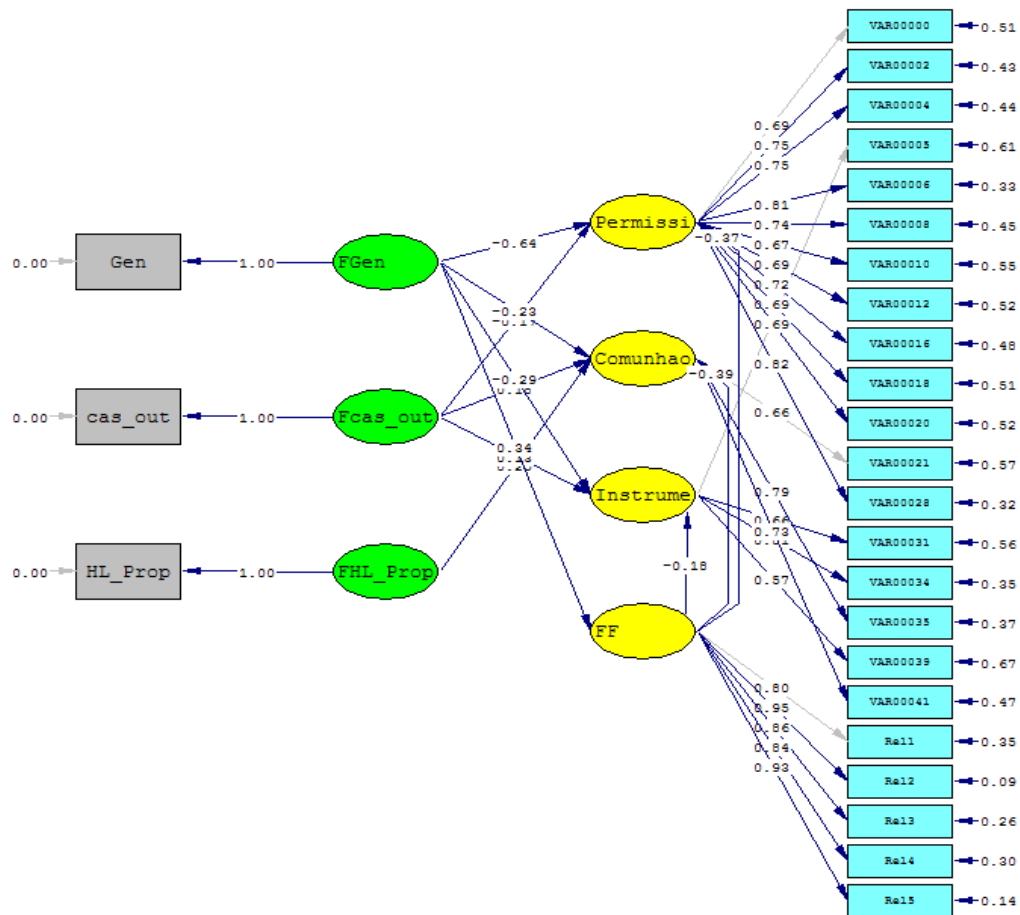 VAR00000
0.51
VAR00002
0.43
VAR00004
0.44
0.69
0.75
0.75
VAR00005
0.61
VAR00006
0.33
0.81
Permissi
VAR00008
0.45
0.74
-0.37
-0.64
0.67
0.00
Gen
1.00
FGen
VAR00010
0.55
0.69
0.72
VAR00012
0.52
0.69
-0.23
0.69
VAR00016
0.48
Comunhao
0.82
-0.39
-0.29
VAR00018
0.51
0.00
cas_out
1.00
Fcas_out
0.66
VAR00020
0.52
0.34
VAR00021
0.57
Instrume
0.79
VAR00028
0.32
0.73
VAR00031
0.56
0.00
HL_Prop
1.00
FHL_Prop
-0.18
0.57
VAR00034
0.35
FF
VAR00035
0.37
VAR00039
0.67
0.80
VAR00041
0.47
0.95
0.86
Rel1
0.35
0.84
0.93
Rel2
0.09
Rel3
0.26
Rel4
0.30
Rel5
0.14